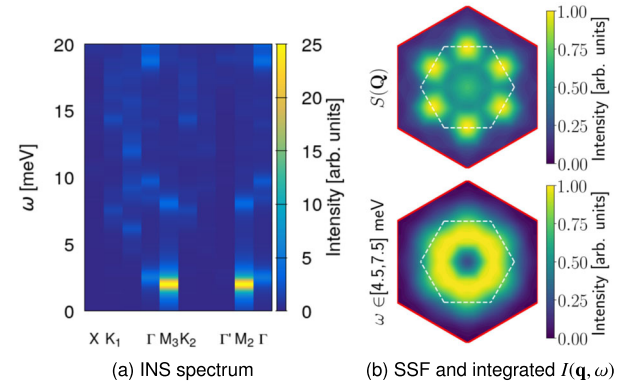 20
15
10
5
0
ω [meV]
X K₁ Γ M₃ K₂ Γ' M₂ Γ
25
20
15
10
5
0
Intensity [arb. units]
(a) INS spectrum
S(𝐐)
1.00
0.75
0.50
0.25
0.00
Intensity [arb. units]
ω ∈[4.5,7.5] meV
1.00
0.75
0.50
0.25
0.00
Intensity [arb. units]
(b) SSF and integrated I(𝐪, ω)